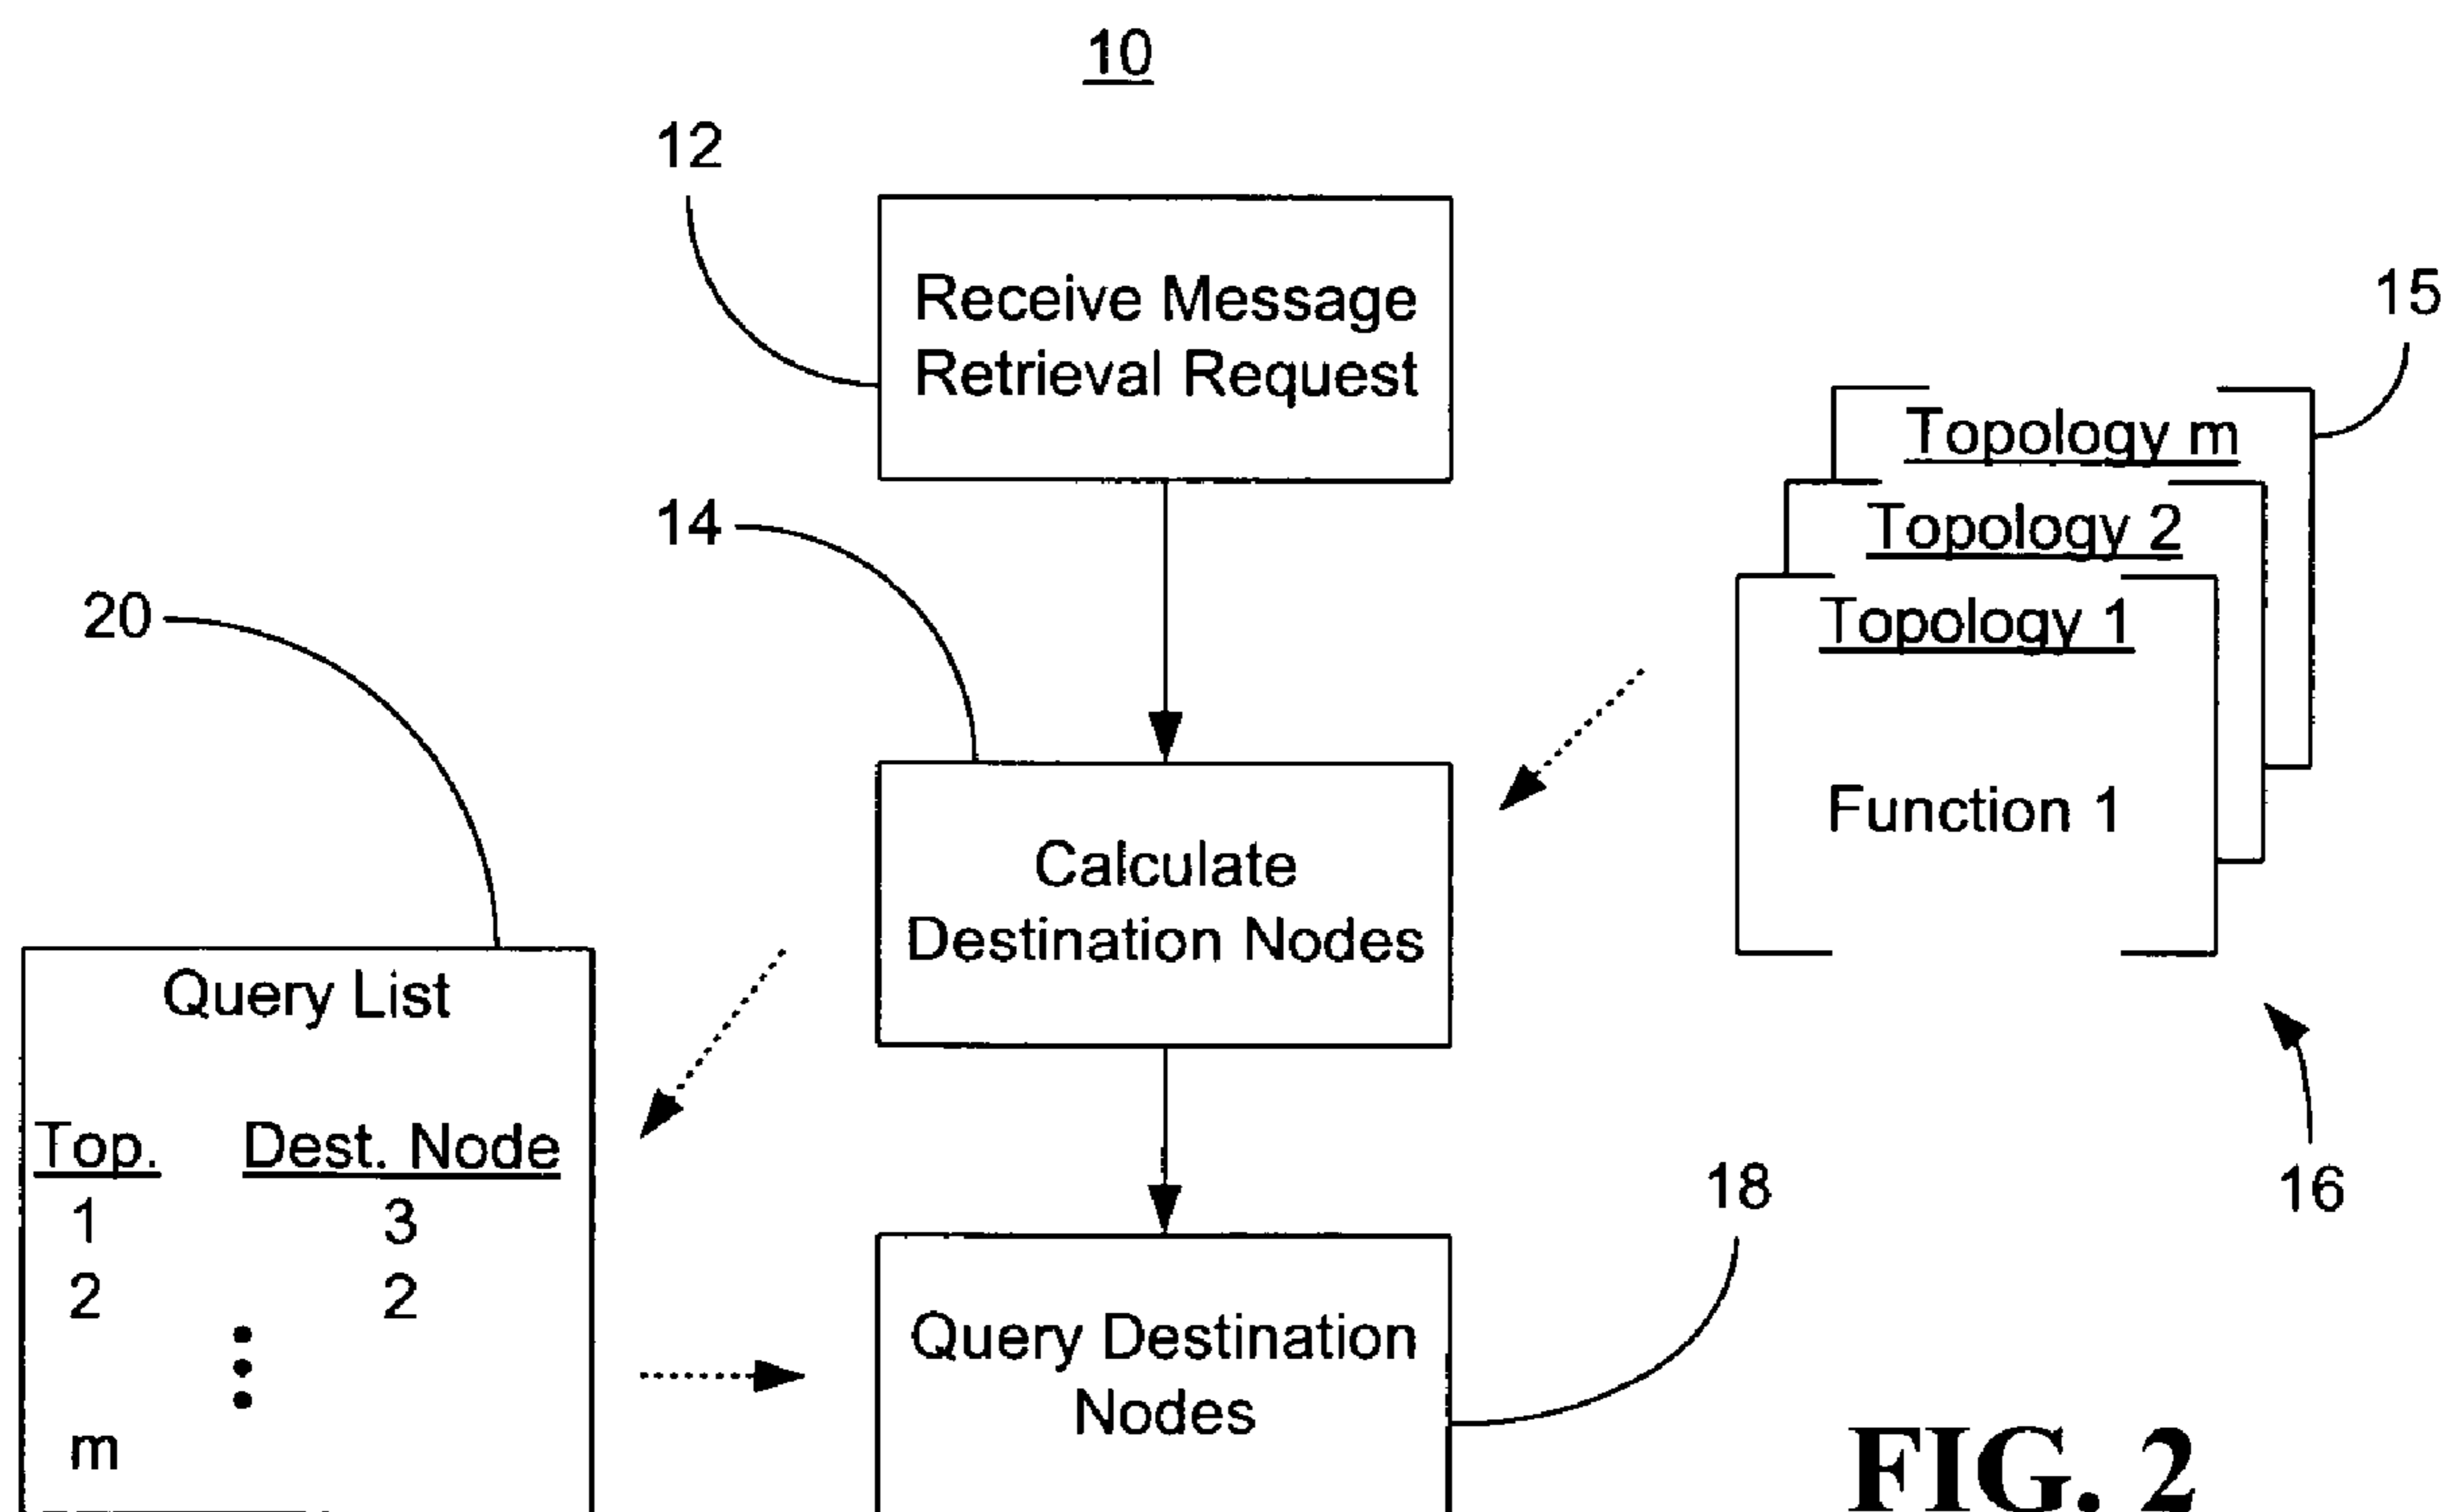 10
12
Receive Message
Retrieval Request
15
Topology m
14
Topology 2
20
Topology 1
Function 1
Calculate
Destination Nodes
Query List
Top. Dest. Node
18
16
1 3
2 2
Query Destination
Nodes
m
FIG. 2